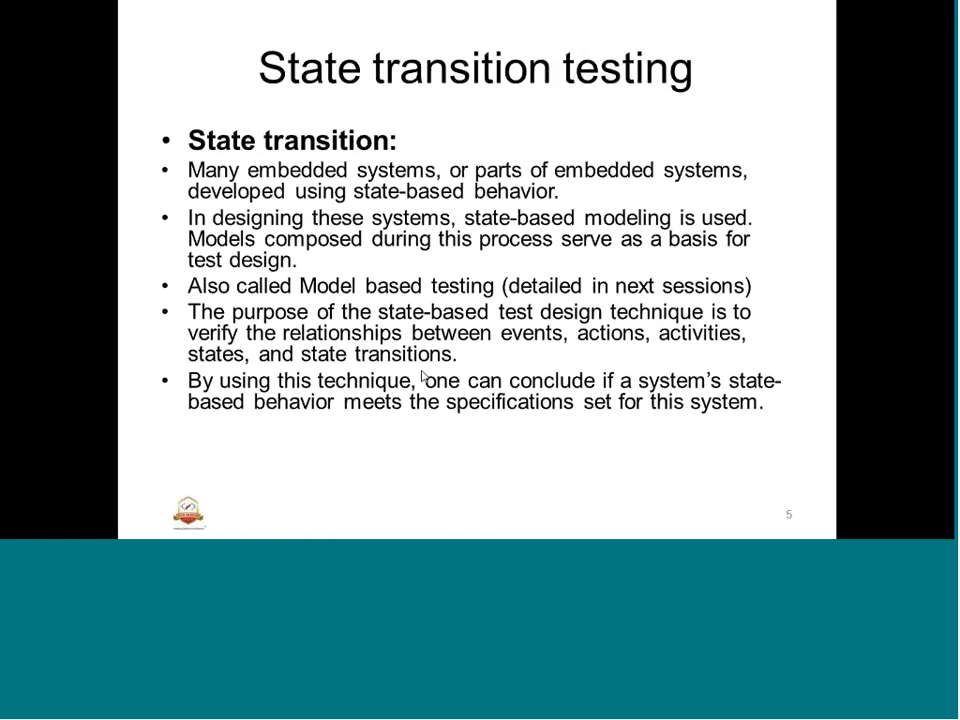 State transition testing
• State transition:
• Many embedded systems, or parts of embedded systems,
developed using state-based behavior.
• In designing these systems, state-based modeling is used.
Models composed during this process serve as a basis for
test design.
• Also called Model based testing (detailed in next sessions)
• The purpose of the state-based test design technique is to
verify the relationships between events, actions, activities,
states, and state transitions.
• By using this technique, one can conclude if a system’s state-
based behavior meets the specifications set for this system.
5